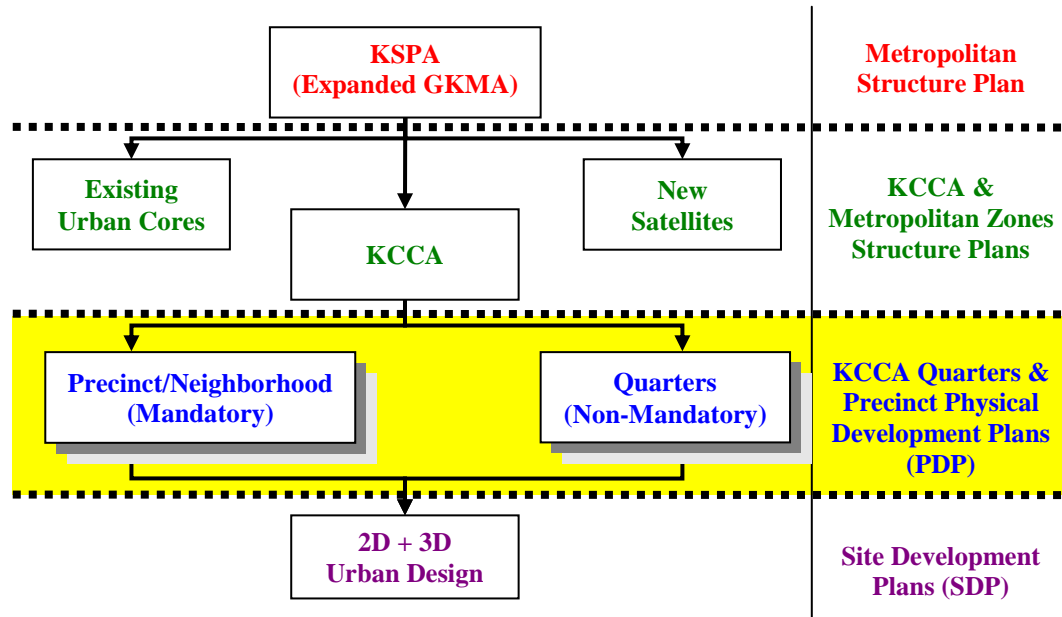 KSPA
(Expanded GKMA)
Metropolitan
Structure Plan
Existing
Urban Cores
New
Satellites
KCCA
KCCA &
Metropolitan Zones
Structure Plans
Precinct/Neighborhood
(Mandatory)
Quarters
(Non-Mandatory)
KCCA Quarters &
Precinct Physical
Development Plans
(PDP)
2D + 3D
Urban Design
Site Development
Plans (SDP)